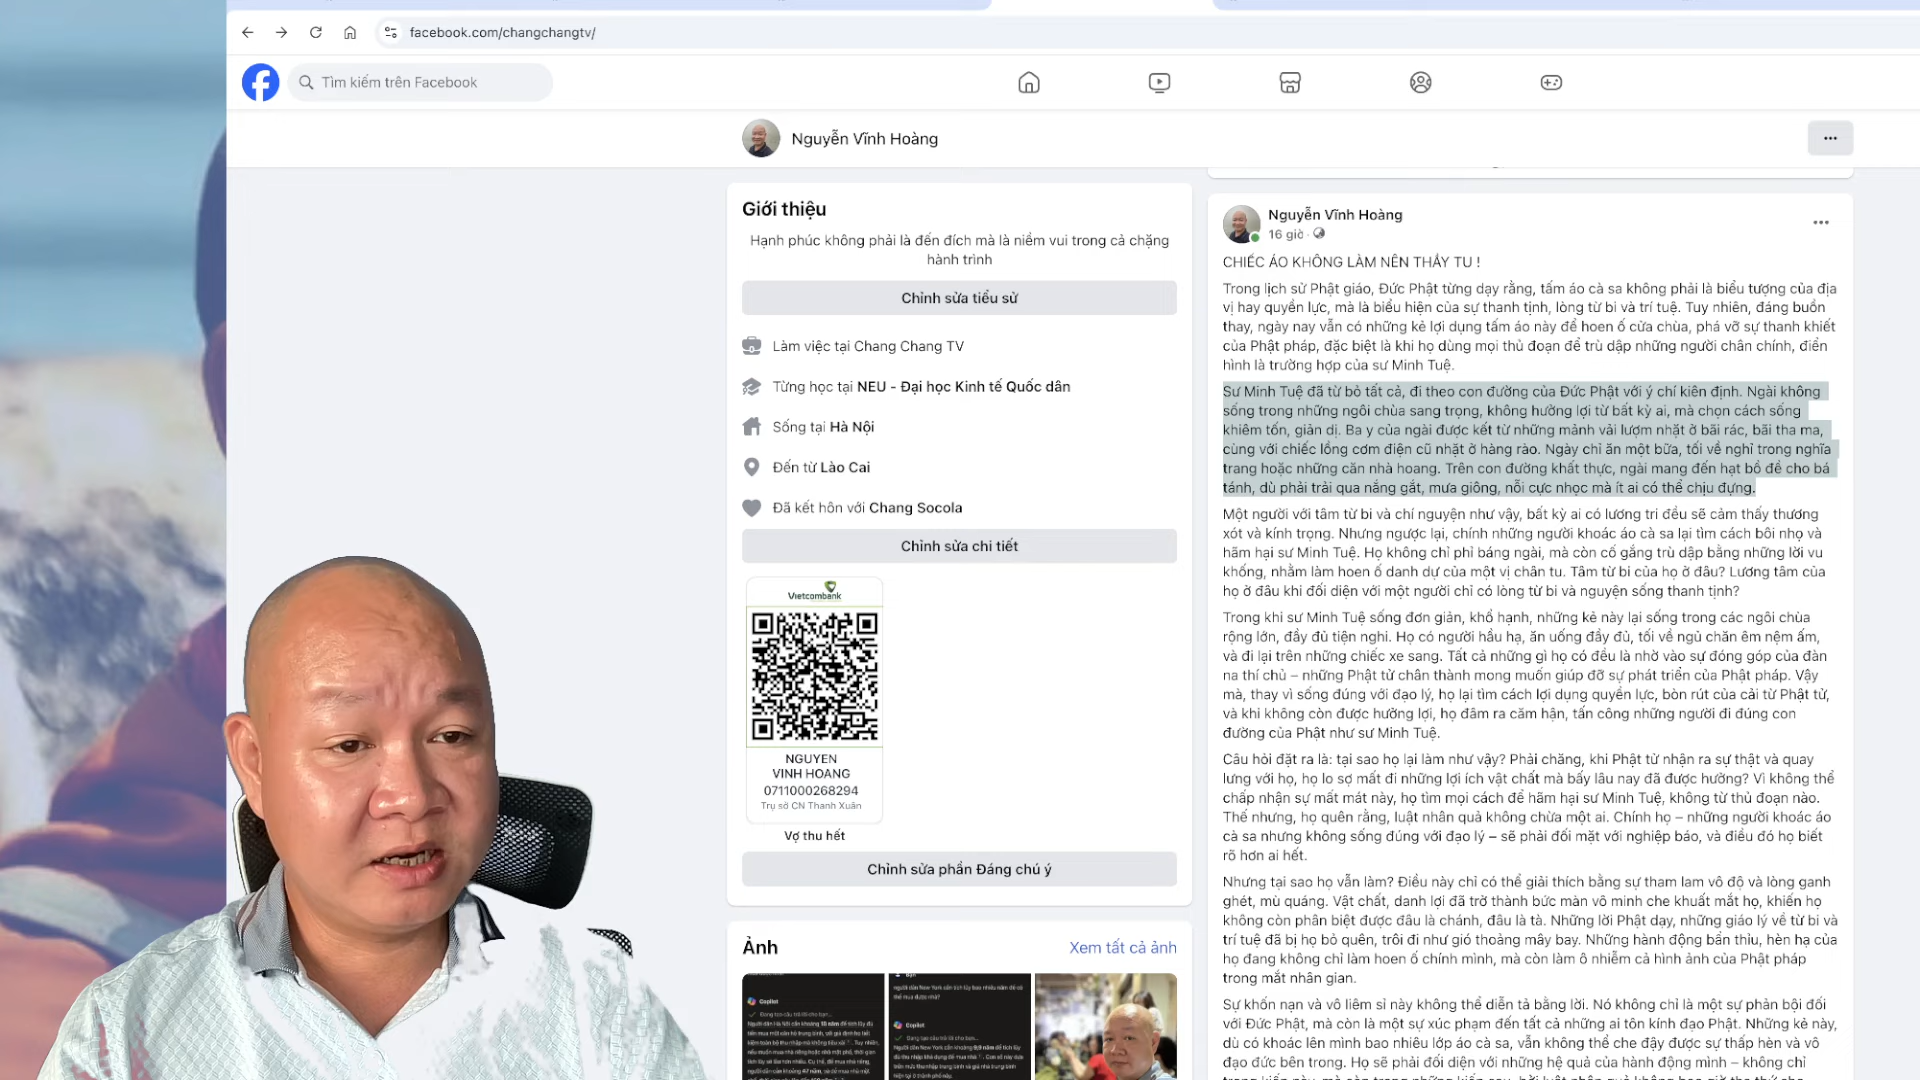 facebook.com/changchangtv/
Tìm kiếm trên Facebook
Nguyễn Vĩnh Hoàng
Giới thiệu
Hạnh phúc không phải là đến đích mà là niềm vui trong cả chặng
hành trình
Chỉnh sửa tiểu sử
Làm việc tại Chang Chang TV
Từng học tại NEU - Đại học Kinh tế Quốc dân
Sống tại Hà Nội
Đến từ Lào Cai
Đã kết hôn với Chang Socola
Chỉnh sửa chi tiết
Vietcombank
NGUYEN
VINH HOANG
0711000268294
Trụ sở CN Thanh Xuân
Vợ thu hết
Chỉnh sửa phần Đáng chú ý
Ảnh
Xem tất cả ảnh
Copilot
Copilot
Nguyễn Vĩnh Hoàng
16 giờ ·
CHIẾC ÁO KHÔNG LÀM NÊN THẦY TU !
Trong lịch sử Phật giáo, Đức Phật từng dạy rằng, tấm áo cà sa không phải là biểu tượng của địa
vị hay quyền lực, mà là biểu hiện của sự thanh tịnh, lòng từ bi và trí tuệ. Tuy nhiên, đáng buồn
thay, ngày nay vẫn có những kẻ lợi dụng tấm áo này để hoen ố cửa chùa, phá vỡ sự thanh khiết
của Phật pháp, đặc biệt là khi họ dùng mọi thủ đoạn để trù dập những người chân chính, điển
hình là trường hợp của sư Minh Tuệ.
Sư Minh Tuệ đã từ bỏ tất cả, đi theo con đường của Đức Phật với ý chí kiên định. Ngài không
sống trong những ngôi chùa sang trọng, không hưởng lợi từ bất kỳ ai, mà chọn cách sống
khiêm tốn, giản dị. Ba y của ngài được kết từ những mảnh vải lượm nhặt ở bãi rác, bãi tha ma,
cùng với chiếc lồng cơm điện cũ nhặt ở hàng rào. Ngày chỉ ăn một bữa, tối về nghỉ trong nghĩa
trang hoặc những căn nhà hoang. Trên con đường khất thực, ngài mang đến hạt bồ đề cho bá
tánh, dù phải trải qua nắng gắt, mưa giông, nỗi cực nhọc mà ít ai có thể chịu đựng.
Một người với tâm từ bi và chí nguyện như vậy, bất kỳ ai có lương tri đều sẽ cảm thấy thương
xót và kính trọng. Nhưng ngược lại, chính những người khoác áo cà sa lại tìm cách bôi nhọ và
hãm hại sư Minh Tuệ. Họ không chỉ phỉ báng ngài, mà còn cố gắng trù dập bằng những lời vu
khống, nhằm làm hoen ố danh dự của một vị chân tu. Tâm từ bi của họ ở đâu? Lương tâm của
họ ở đâu khi đối diện với một người chỉ có lòng từ bi và nguyện sống thanh tịnh?
Trong khi sư Minh Tuệ sống đơn giản, khổ hạnh, những kẻ này lại sống trong các ngôi chùa
rộng lớn, đầy đủ tiện nghi. Họ có người hầu hạ, ăn uống đầy đủ, tối về ngủ chăn êm nệm ấm,
và đi lại trên những chiếc xe sang. Tất cả những gì họ có đều là nhờ vào sự đóng góp của đàn
na thí chủ – những Phật tử chân thành mong muốn giúp đỡ sự phát triển của Phật pháp. Vậy
mà, thay vì sống đúng với đạo lý, họ lại tìm cách lợi dụng quyền lực, bòn rút của cải từ Phật tử,
và khi không còn được hưởng lợi, họ đâm ra căm hận, tấn công những người đi đúng con
đường của Phật như sư Minh Tuệ.
Câu hỏi đặt ra là: tại sao họ lại làm như vậy? Phải chăng, khi Phật tử nhận ra sự thật và quay
lưng với họ, họ lo sợ mất đi những lợi ích vật chất mà bấy lâu nay đã được hưởng? Vì không thể
chấp nhận sự mất mát này, họ tìm mọi cách để hãm hại sư Minh Tuệ, không từ thủ đoạn nào.
Thế nhưng, họ quên rằng, luật nhân quả không chừa một ai. Chính họ – những người khoác áo
cà sa nhưng không sống đúng với đạo lý – sẽ phải đối mặt với nghiệp báo, và điều đó họ biết
rõ hơn ai hết.
Nhưng tại sao họ vẫn làm? Điều này chỉ có thể giải thích bằng sự tham lam vô độ và lòng ganh
ghét, mù quáng. Vật chất, danh lợi đã trở thành bức màn vô minh che khuất mắt họ, khiến họ
không còn phân biệt được đâu là chánh, đâu là tà. Những lời Phật dạy, những giáo lý về từ bi và
trí tuệ đã bị họ bỏ quên, trôi đi như gió thoảng mây bay. Những hành động bẩn thỉu, hèn hạ của
họ đang không chỉ làm hoen ố chính mình, mà còn làm ô nhiễm cả hình ảnh của Phật pháp
trong mắt nhân gian.
Sự khốn nạn và vô liêm sỉ này không thể diễn tả bằng lời. Nó không chỉ là một sự phản bội đối
với Đức Phật, mà còn là một sự xúc phạm đến tất cả những ai tôn kính đạo Phật. Những kẻ này,
dù có khoác lên mình bao nhiêu lớp áo cà sa, vẫn không thể che đậy được sự thấp hèn và vô
đạo đức bên trong. Họ sẽ phải đối diện với những hệ quả của hành động mình – không chỉ